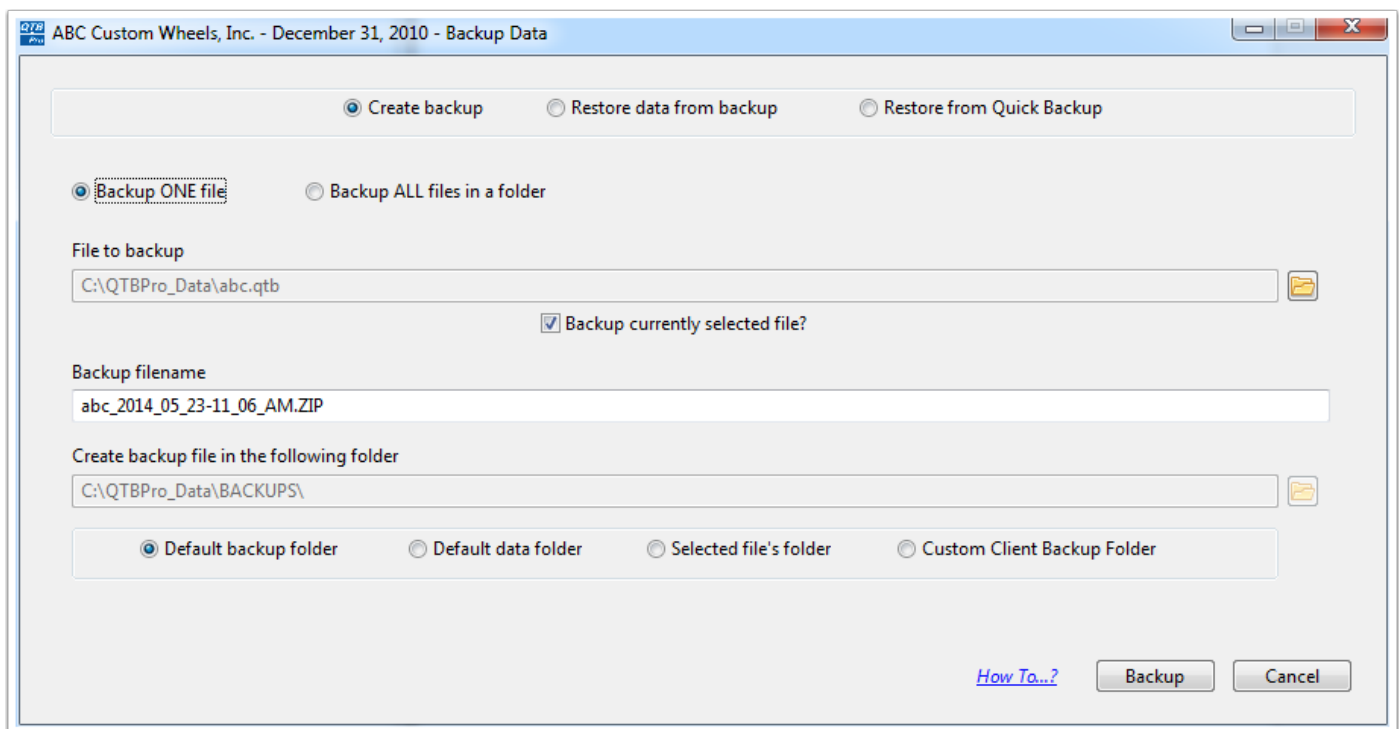 QTB Pro ABC Custom Wheels, Inc. - December 31, 2010 - Backup Data
Create backup Restore data from backup Restore from Quick Backup
Backup ONE file Backup ALL files in a folder
File to backup
C:\QTBPro_Data\abc.qtb
Backup currently selected file?
Backup filename
abc_2014_05_23-11_06_AM.ZIP
Create backup file in the following folder
C:\QTBPro_Data\BACKUPS\
Default backup folder Default data folder Selected file's folder Custom Client Backup Folder
How To...? Backup Cancel